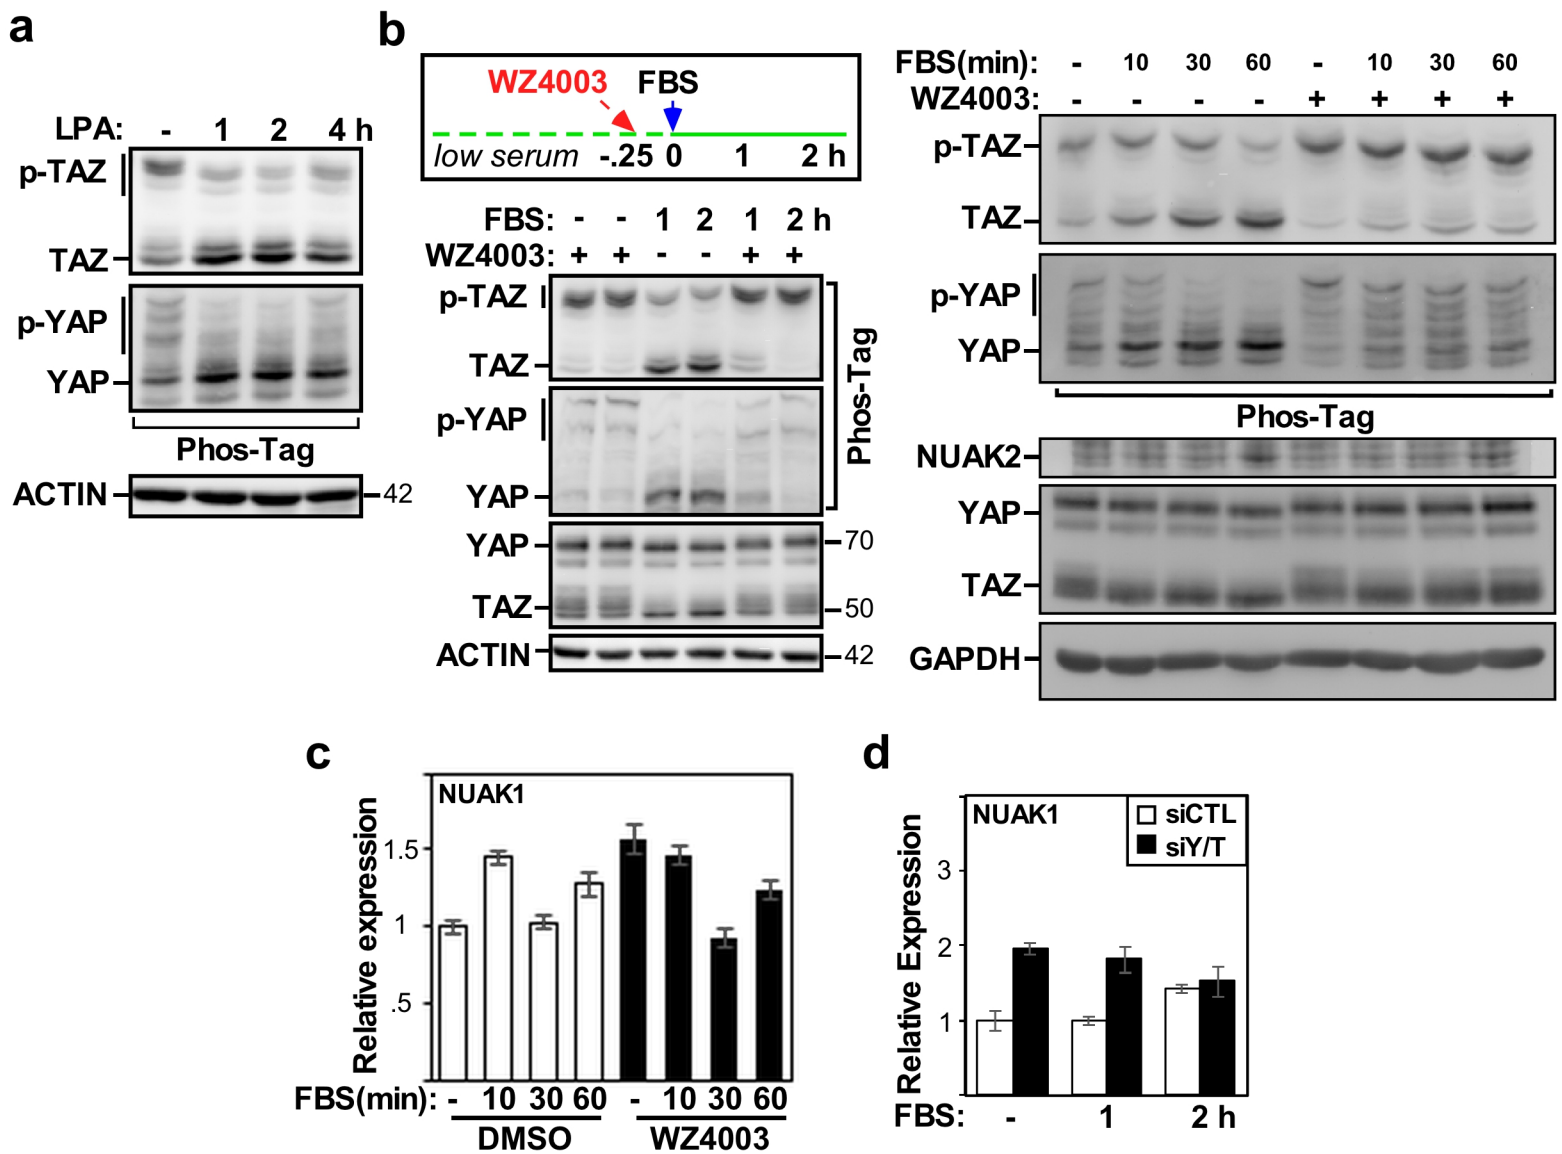 a
LPA: - 1 2 4 h
p-TAZ
TAZ
p-YAP
YAP
Phos-Tag
ACTIN 42
b
WZ4003 FBS
low serum -.25 0 1 2 h
FBS: - - 1 2 1 2 h
WZ4003: + + - - + +
p-TAZ
TAZ
p-YAP
YAP
Phos-Tag
YAP 70
TAZ 50
ACTIN 42
FBS(min): - 10 30 60 - 10 30 60
WZ4003: - - - - + + + +
p-TAZ
TAZ
p-YAP
YAP
Phos-Tag
NUAK2
YAP
TAZ
GAPDH
c
NUAK1
Relative expression
1.5
1
.5
FBS(min): - 10 30 60 - 10 30 60
DMSO WZ4003
d
NUAK1
siCTL
siY/T
Relative Expression
3
2
1
FBS: - 1 2 h